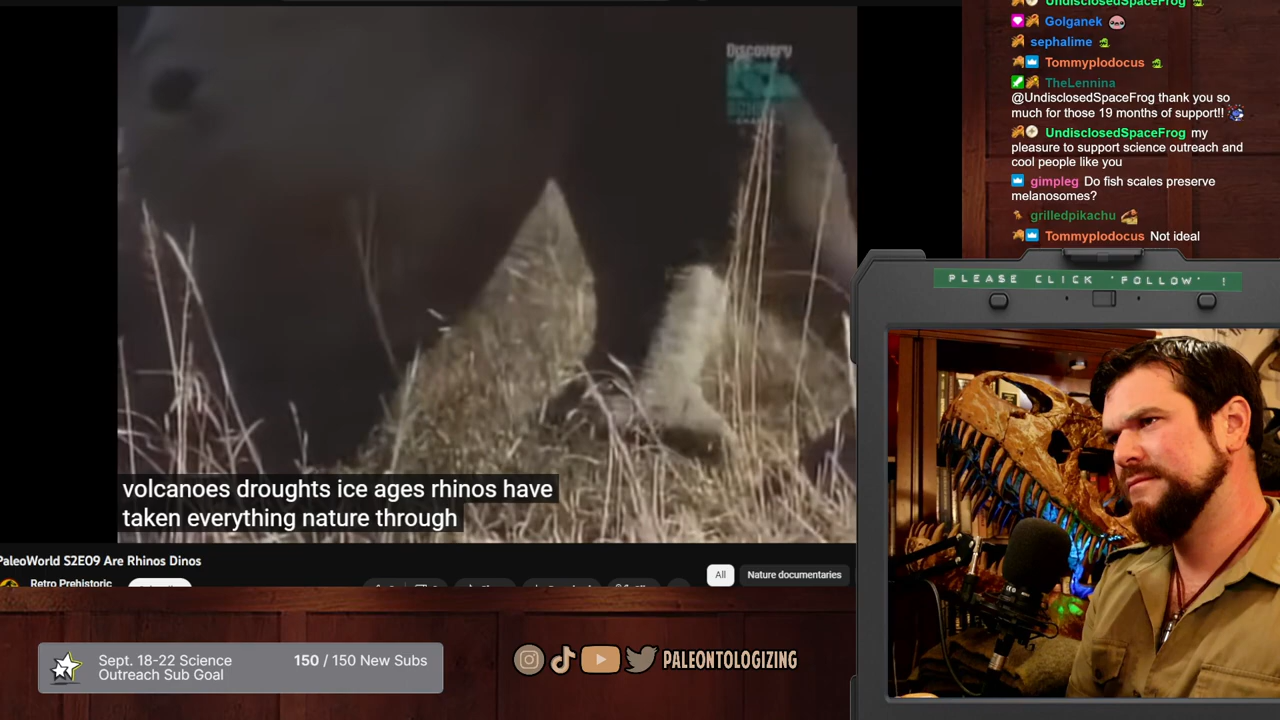 Discovery
SCIENCE
CHANNEL
volcanoes droughts ice ages rhinos have
taken everything nature through
PaleoWorld S2E09 Are Rhinos Dinos
Retro Prehistoric
All
Nature documentaries
Sept. 18-22 Science
Outreach Sub Goal
150 / 150 New Subs
PALEONTOLOGIZING
UndisclosedSpaceFrog
Golganek
sephalime
Tommyplodocus
TheLennina
@UndisclosedSpaceFrog thank you so
much for those 19 months of support!!
UndisclosedSpaceFrog my
pleasure to support science outreach and
cool people like you
gimpleg Do fish scales preserve
melanosomes?
grilledpikachu
Tommyplodocus Not ideal
PLEASE CLICK 'FOLLOW' !